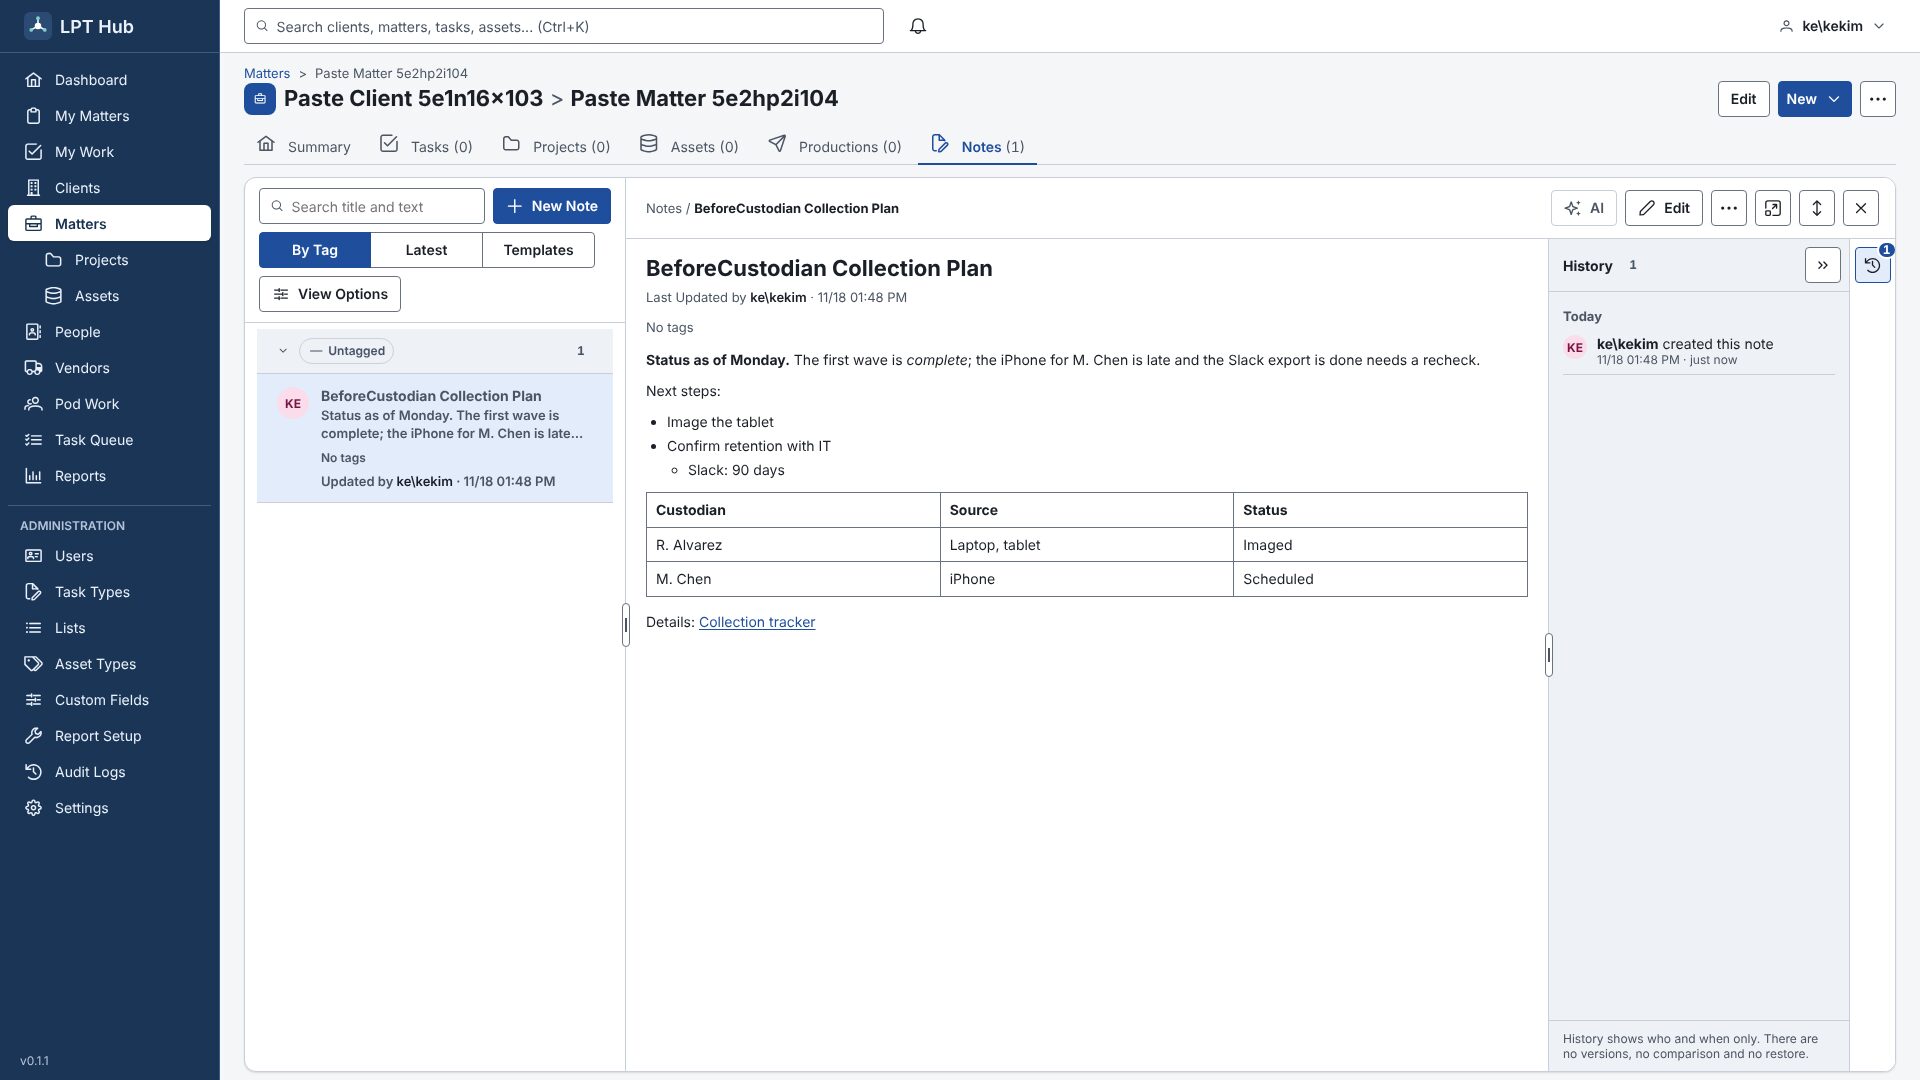 LPT Hub
Search clients, matters, tasks, assets... (Ctrl+K)
ke\kekim
Dashboard
My Matters
My Work
Clients
Matters
Projects
Assets
People
Vendors
Pod Work
Task Queue
Reports
ADMINISTRATION
Users
Task Types
Lists
Asset Types
Custom Fields
Report Setup
Audit Logs
Settings
v0.1.1
Matters > Paste Matter 5e2hp2i104
Paste Client 5e1n16×103 > Paste Matter 5e2hp2i104
Edit
New
Summary
Tasks (0)
Projects (0)
Assets (0)
Productions (0)
Notes (1)
Search title and text
New Note
By Tag
Latest
Templates
View Options
— Untagged
1
KE
BeforeCustodian Collection Plan
Status as of Monday. The first wave is
complete; the iPhone for M. Chen is late...
No tags
Updated by ke\kekim · 11/18 01:48 PM
Notes / BeforeCustodian Collection Plan
AI
Edit
BeforeCustodian Collection Plan
Last Updated by ke\kekim · 11/18 01:48 PM
No tags
Status as of Monday. The first wave is complete; the iPhone for M. Chen is late and the Slack export is done needs a recheck.
Next steps:
• Image the tablet
• Confirm retention with IT
◦ Slack: 90 days
Custodian Source Status
R. Alvarez Laptop, tablet Imaged
M. Chen iPhone Scheduled
Details: Collection tracker
History 1
1
Today
KE
ke\kekim created this note
11/18 01:48 PM · just now
History shows who and when only. There are
no versions, no comparison and no restore.